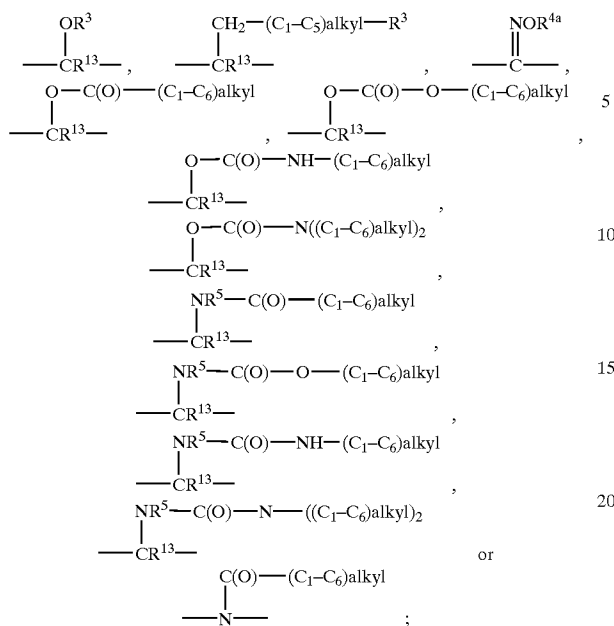 OR³ CH₂—(C₁–C₅)alkyl—R³ NOR⁴ᵃ
—CR¹³—, —CR¹³—, —C—,
O—C(O)—(C₁–C₆)alkyl O—C(O)—O—(C₁–C₆)alkyl 5
—CR¹³—, —CR¹³—,
O—C(O)—NH—(C₁–C₆)alkyl
—CR¹³—,
O—C(O)—N((C₁–C₆)alkyl)₂ 10
—CR¹³—,
NR⁵—C(O)—(C₁–C₆)alkyl
—CR¹³—,
NR⁵—C(O)—O—(C₁–C₆)alkyl 15
—CR¹³—,
NR⁵—C(O)—NH—(C₁–C₆)alkyl
—CR¹³—,
NR⁵—C(O)—N—((C₁–C₆)alkyl)₂ 20
—CR¹³— or
C(O)—(C₁–C₆)alkyl
—N— ;